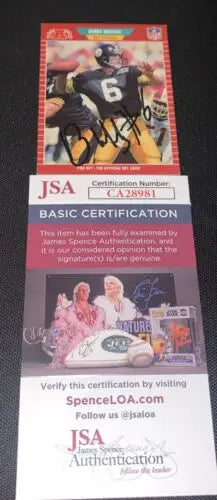 NFL
6
PRO SET · THE OFFICIAL NFL CARD
JSA
Certification Number:
CA28981
BASIC CERTIFICATION
This item has been fully examined by
James Spence Authentication, and
it is our considered opinion that the
signature(s) is/are genuine.
JETS
Verify this certification by visiting
SpenceLOA.com
Follow us @jsaloa
JSA
James Spence
Authentication
follow the leader